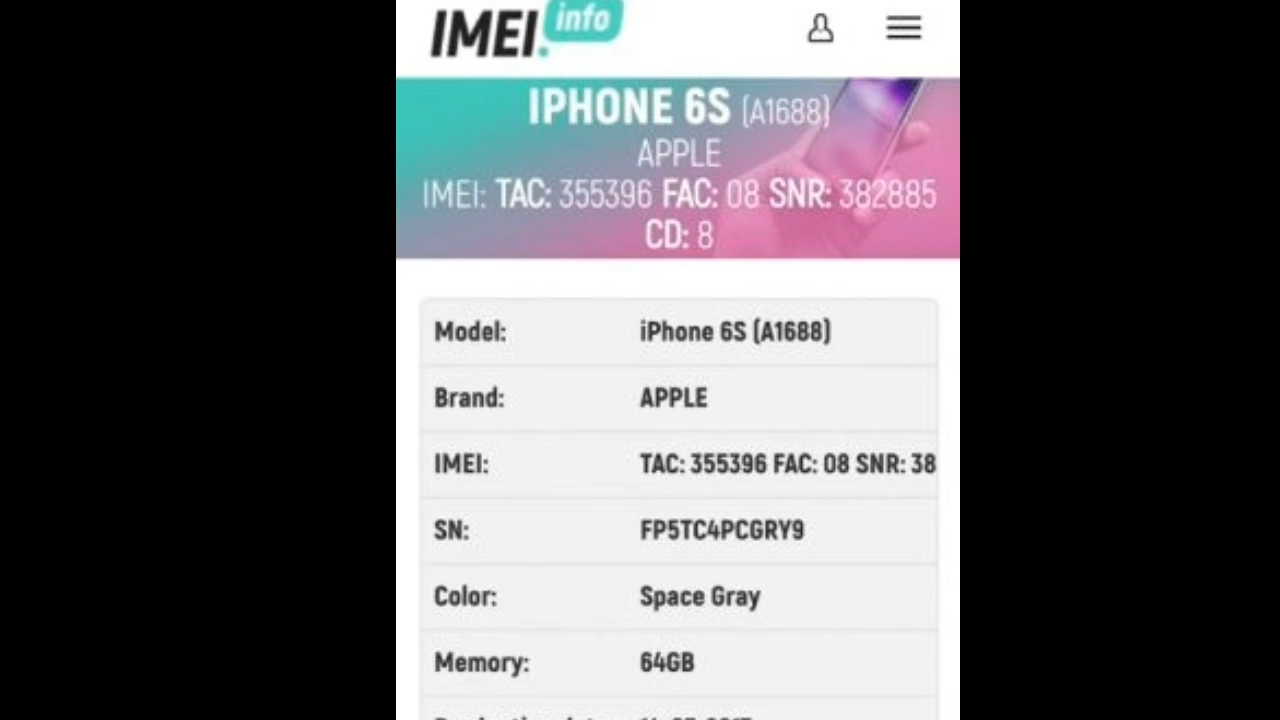 IMEI.info
IPHONE 6S (A1688)
APPLE
IMEI: TAC: 355396 FAC: 08 SNR: 382885
CD: 8
Model: iPhone 6S (A1688)
Brand: APPLE
IMEI: TAC: 355396 FAC: 08 SNR: 38
SN: FP5TC4PCGRY9
Color: Space Gray
Memory: 64GB